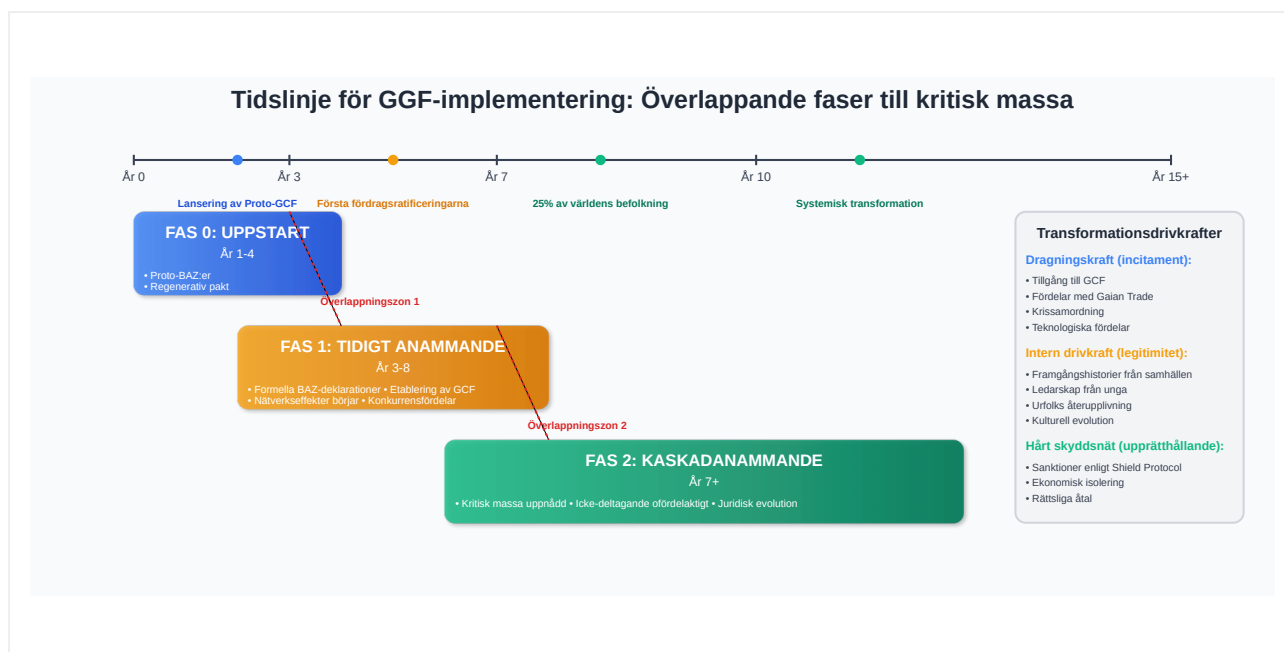 Tidslinje för GGF-implementering: Överlappande faser till kritisk massa
År 0
År 3
År 7
År 10
År 15+
Lansering av Proto-GCF
Första fördragsratificeringarna
25% av världens befolkning
Systemisk transformation
FAS 0: UPPSTART
År 1-4
• Proto-BAZ:er
• Regenerativ pakt
Överlappningszon 1
FAS 1: TIDIGT ANAMMANDE
År 3-8
• Formella BAZ-deklarationer • Etablering av GCF
• Nätverkseffekter börjar • Konkurrensfördelar
Överlappningszon 2
FAS 2: KASKADANAMMANDE
År 7+
• Kritisk massa uppnådd • Icke-deltagande ofördelaktigt • Juridisk evolution
Transformationsdrivkrafter
Dragningskraft (incitament):
• Tillgång till GCF
• Fördelar med Gaian Trade
• Krissamordning
• Teknologiska fördelar
Intern drivkraft (legitimitet):
• Framgångshistorier från samhällen
• Ledarskap från unga
• Urfolks återupplivning
• Kulturell evolution
Hårt skyddsnät (upprätthållande):
• Sanktioner enligt Shield Protocol
• Ekonomisk isolering
• Rättsliga åtal